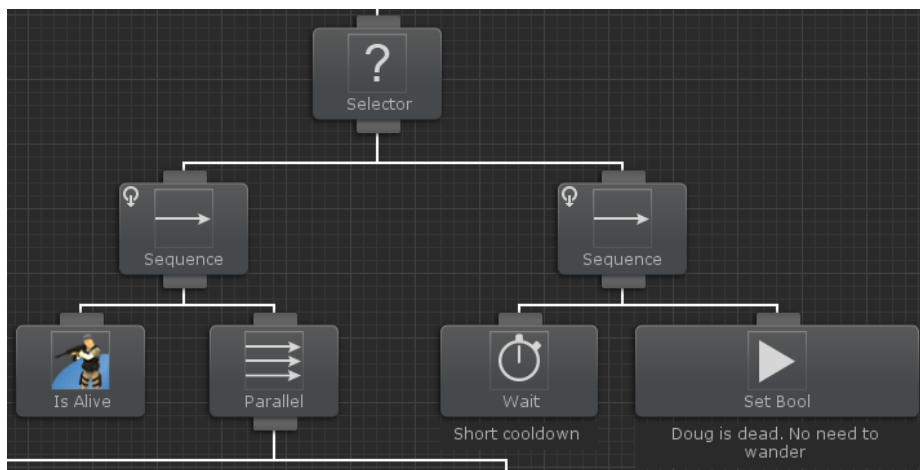 ?
Selector
Sequence
Sequence
Is Alive
Parallel
Wait
Set Bool
Short cooldown
Doug is dead. No need to
wander